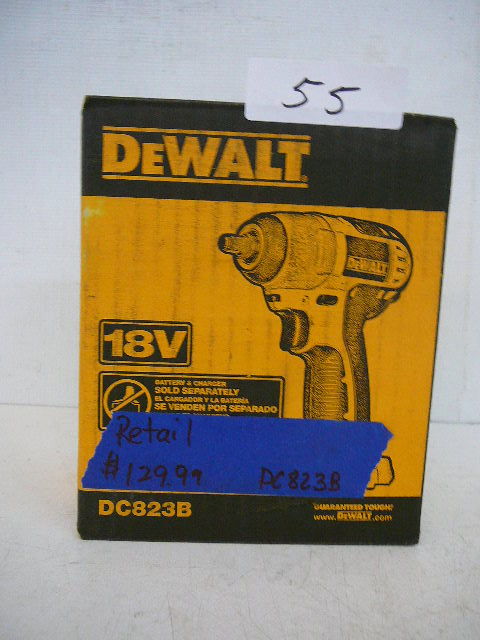 55
DEWALT
DEWALT
18V
BATTERY & CHARGER
SOLD SEPARATELY
EL CARGADOR Y LA BATERÍA
SE VENDEN POR SEPARADO
Retail
$129.99 DC823B
DC823B
GUARANTEED TOUGH.
www.DEWALT.com